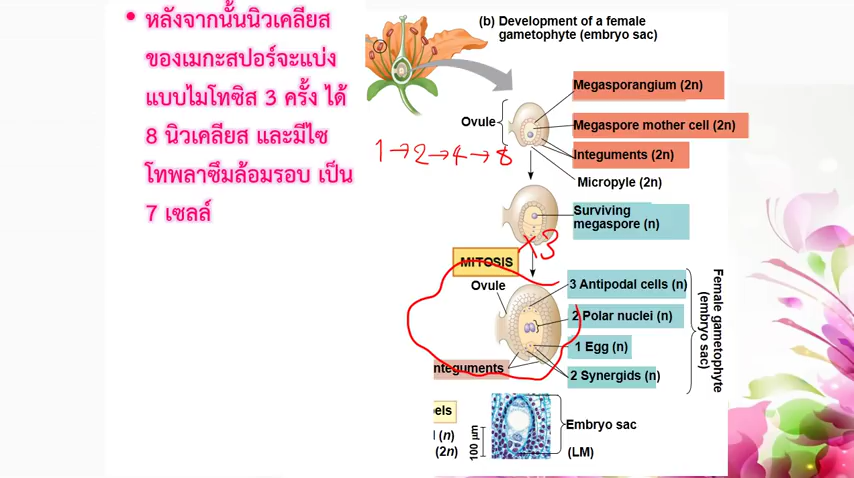 • หลังจากนั้นนิวเคลียส
ของเมกะสปอร์จะแบ่ง
แบบไมโทซิส 3 ครั้ง ได้
8 นิวเคลียส และมีไซ
โทพลาซึมล้อมรอบ เป็น
7 เซลล์
(b) Development of a female
gametophyte (embryo sac)
Megasporangium (2n)
Ovule
Megaspore mother cell (2n)
1→2→4→8
Integuments (2n)
Micropyle (2n)
Surviving
megaspore (n)
×3
MITOSIS
Ovule
3 Antipodal cells (n)
2 Polar nuclei (n)
1 Egg (n)
nteguments
2 Synergids (n)
Female gametophyte
(embryo sac)
els
(n)
(2n)
100 µm
Embryo sac
(LM)